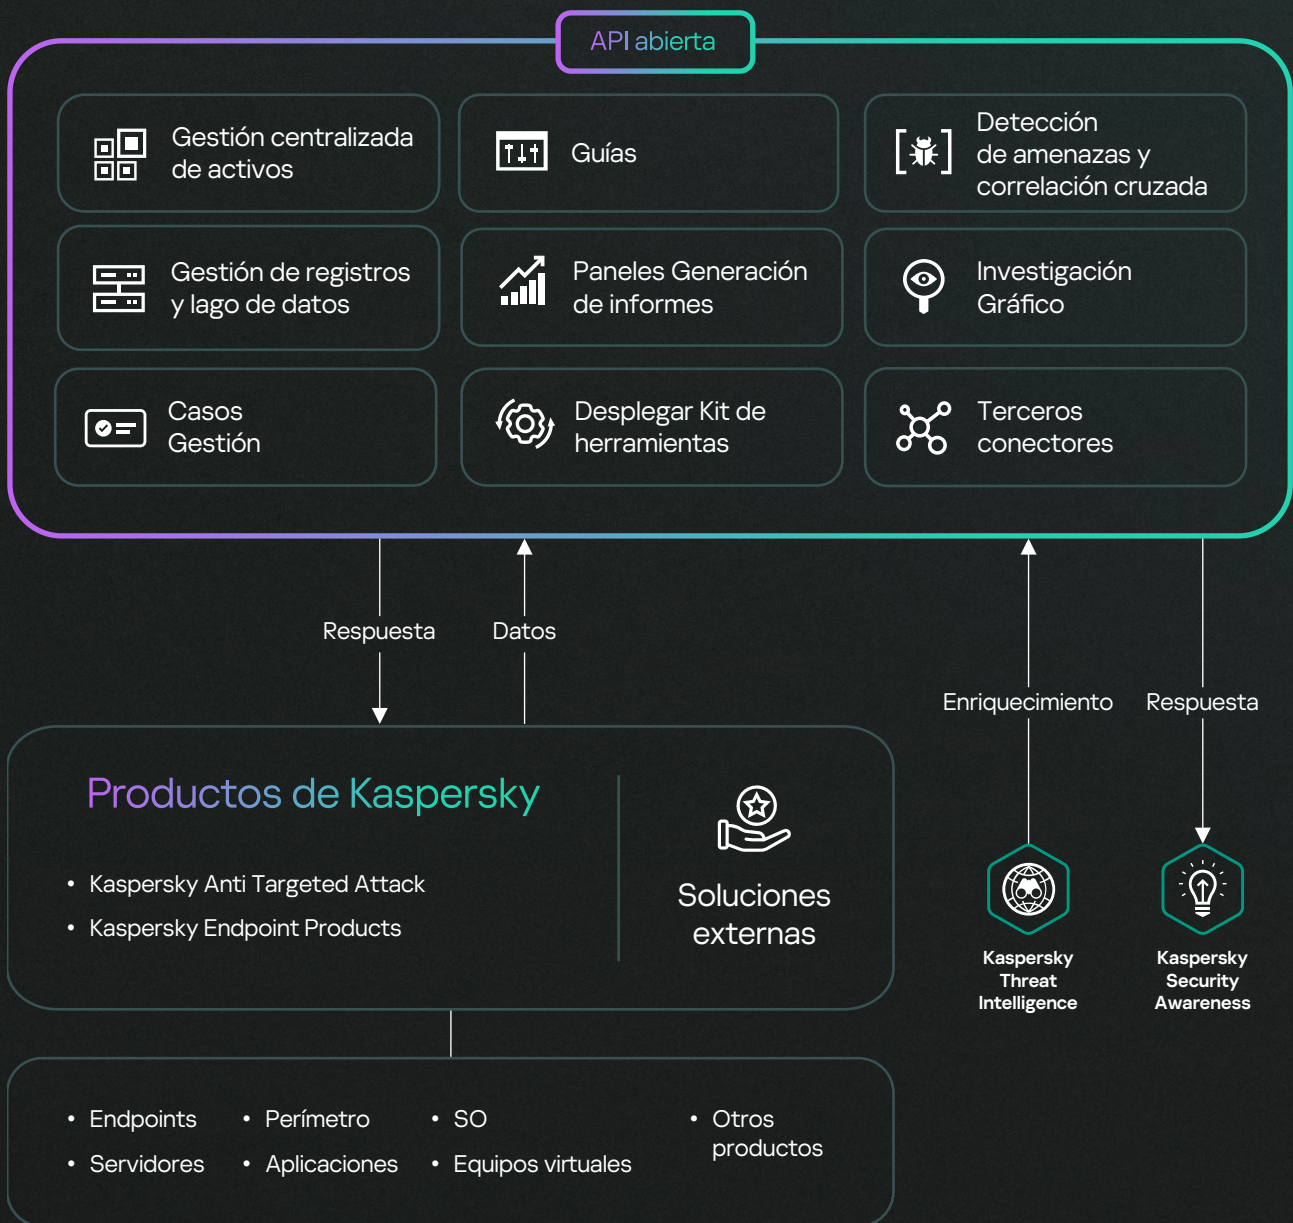 API abierta
Gestión centralizada
de activos
Guías
Detección
de amenazas y
correlación cruzada
Gestión de registros
y lago de datos
Paneles Generación
de informes
Investigación
Gráfico
Casos
Gestión
Desplegar Kit de
herramientas
Terceros
conectores
Respuesta
Datos
Enriquecimiento
Respuesta
Productos de Kaspersky
• Kaspersky Anti Targeted Attack
• Kaspersky Endpoint Products
Soluciones
externas
Kaspersky
Threat
Intelligence
Kaspersky
Security
Awareness
• Endpoints
• Servidores
• Perímetro
• Aplicaciones
• SO
• Equipos virtuales
• Otros
productos